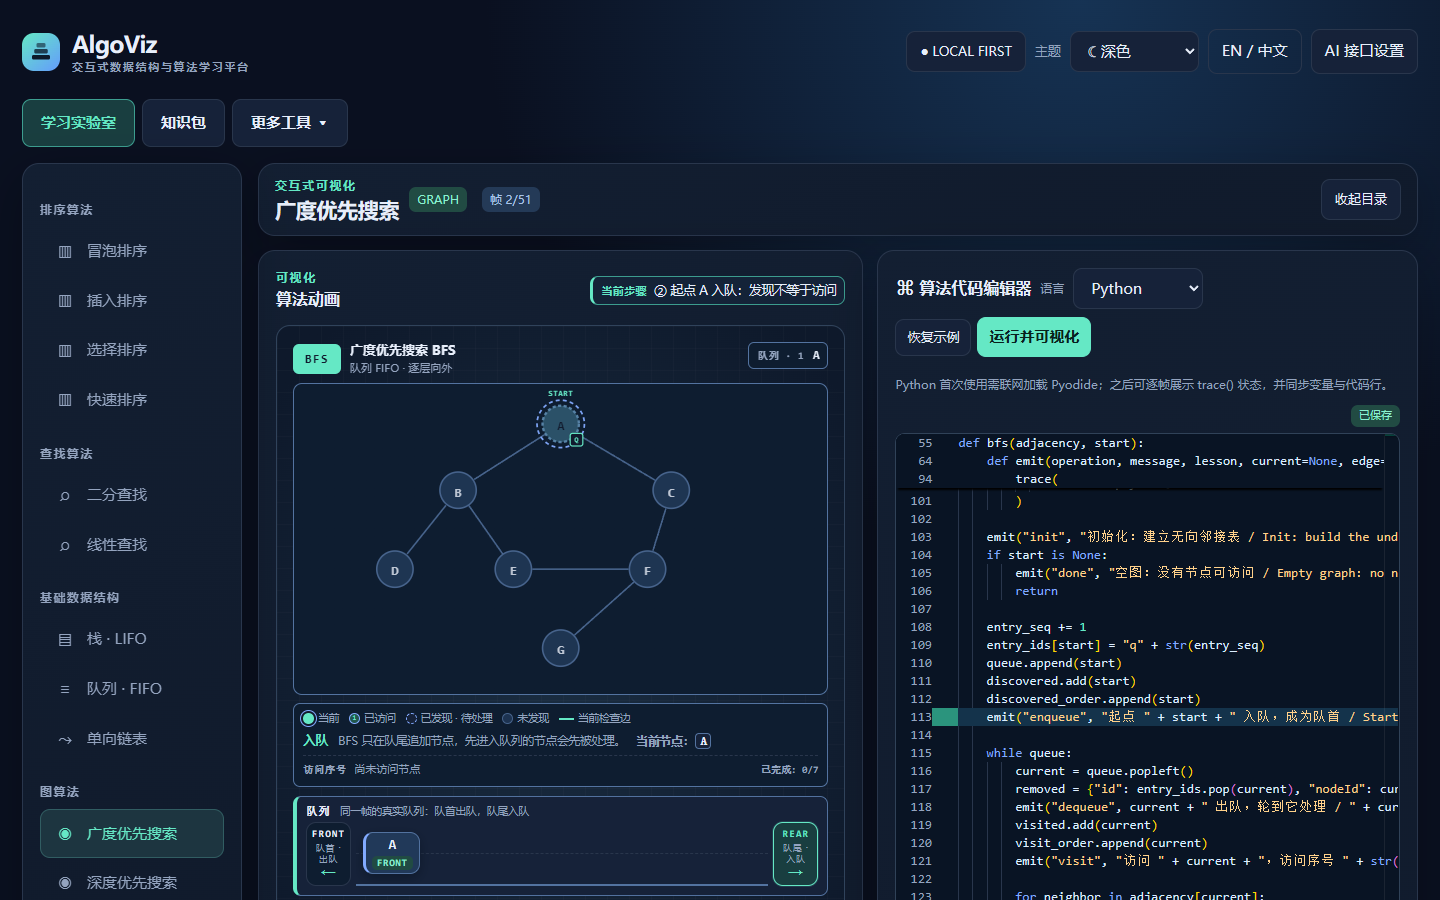 AlgoViz
交互式数据结构与算法学习平台
● LOCAL FIRST
主题
☾ 深色
EN / 中文
AI 接口设置
学习实验室
知识包
更多工具 ▾
排序算法
冒泡排序
插入排序
选择排序
快速排序
查找算法
二分查找
线性查找
基础数据结构
栈 · LIFO
队列 · FIFO
单向链表
图算法
广度优先搜索
深度优先搜索
交互式可视化
广度优先搜索
GRAPH
帧 2/51
收起目录
可视化
算法动画
当前步骤 ② 起点 A 入队：发现不等于访问
BFS
广度优先搜索 BFS
队列 FIFO · 逐层向外
队列 · 1 A
START
A
Q
B
C
D
E
F
G
当前
1 已访问
已发现 · 待处理
未发现
当前检查边
入队 BFS 只在队尾追加节点，先进入队列的节点会先被处理。 当前节点： A
访问序号 尚未访问节点
已完成: 0/7
队列 同一帧的真实队列：队首出队，队尾入队
FRONT
队首 ·
出队
←
A
FRONT
REAR
队尾 ·
入队
→
⌘ 算法代码编辑器
语言
Python
恢复示例
运行并可视化
Python 首次使用需联网加载 Pyodide；之后可逐帧展示 trace() 状态，并同步变量与代码行。
已保存
55 def bfs(adjacency, start):
64 def emit(operation, message, lesson, current=None, edge=
94 trace(
101 )
102
103 emit("init", "初始化：建立无向邻接表 / Init: build the und
104 if start is None:
105 emit("done", "空图：没有节点可访问 / Empty graph: no n
106 return
107
108 entry_seq += 1
109 entry_ids[start] = "q" + str(entry_seq)
110 queue.append(start)
111 discovered.add(start)
112 discovered_order.append(start)
113 emit("enqueue", "起点 " + start + " 入队，成为队首 / Start
114
115 while queue:
116 current = queue.popleft()
117 removed = {"id": entry_ids.pop(current), "nodeId": cur
118 emit("dequeue", current + " 出队，轮到它处理 / " + cur
119 visited.add(current)
120 visit_order.append(current)
121 emit("visit", "访问 " + current + "，访问序号 " + str(
122
123 for neighbor in adjacency[current]: